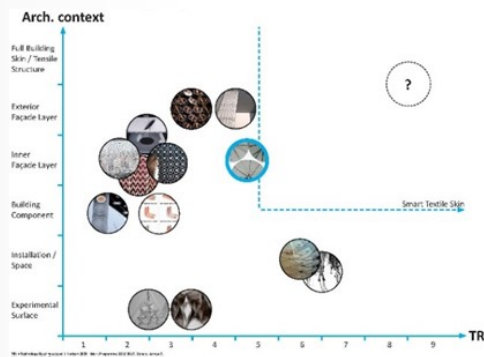 Arch. context
Full Building
Skin / Tensile
Structure
Exterior
Façade Layer
Inner
Façade Layer
Building
Component
Installation /
Space
Experimental
Surface
?
Smart Textile Skin
1 2 3 4 5 6 7 8 9
TR